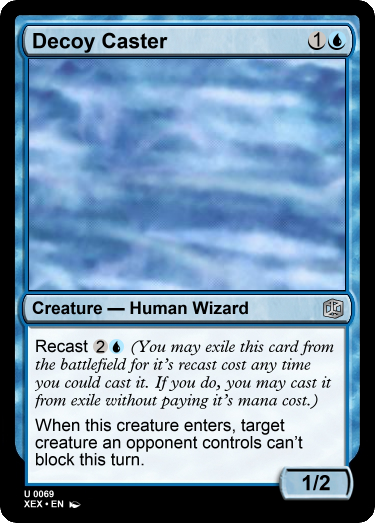 Decoy Caster 1
Creature — Human Wizard
Recast 2 (You may exile this card from
the battlefield for it's recast cost any time
you could cast it. If you do, you may cast it
from exile without paying it's mana cost.)
When this creature enters, target
creature an opponent controls can't
block this turn.
1/2
U 0069
XEX • EN